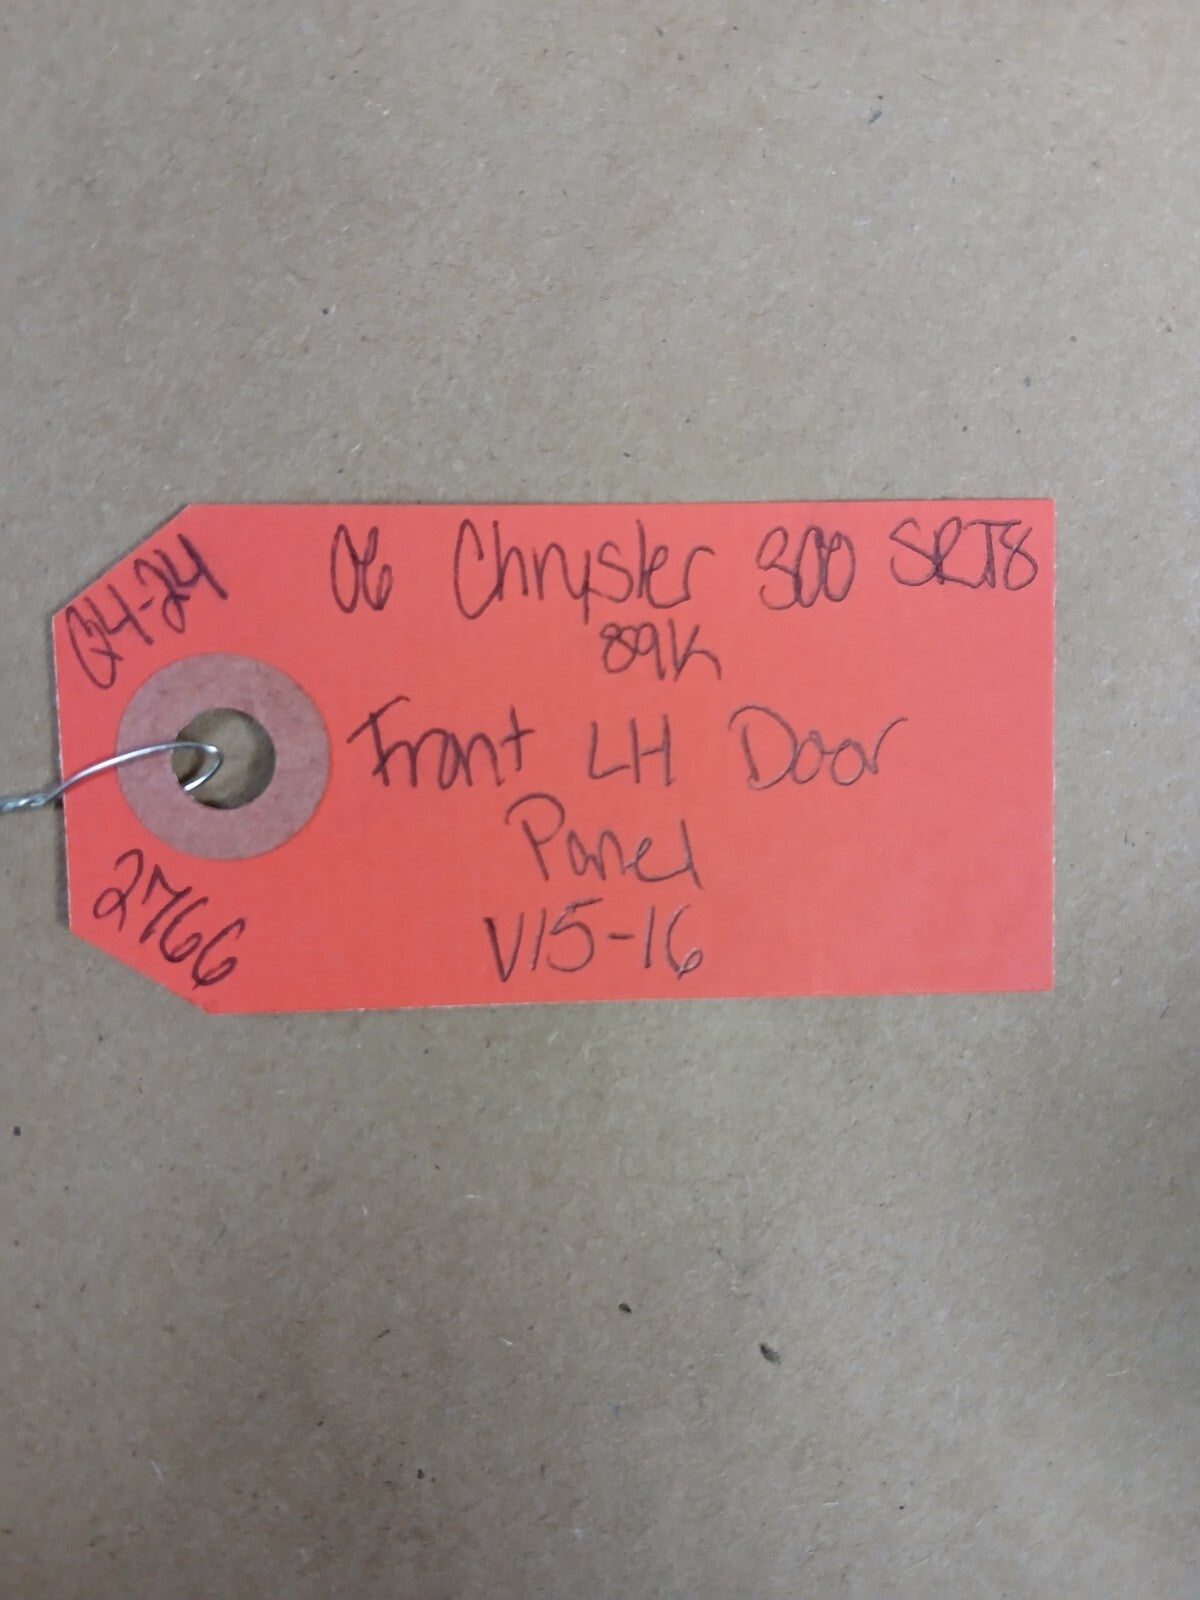 06 Chrysler 300 SRT8
89K
Front LH Door
Panel
V15-16
Q4-24
2766